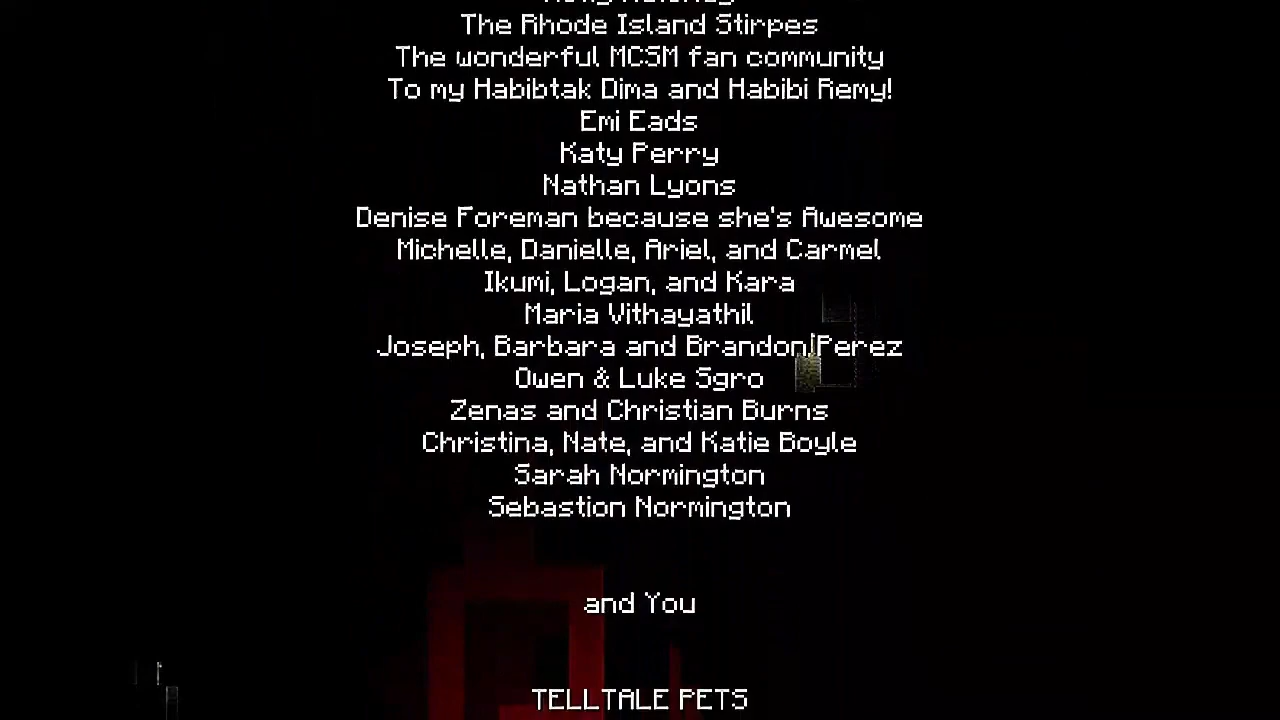 The Rhode Island Stirpes
The wonderful MCSM fan community
To my Habibtak Dima and Habibi Remy!
Emi Eads
Katy Perry
Nathan Lyons
Denise Foreman because she's Awesome
Michelle, Danielle, Ariel, and Carmel
Ikumi, Logan, and Kara
Maria Vithayathil
Joseph, Barbara and Brandon Perez
Owen & Luke Sgro
Zenas and Christian Burns
Christina, Nate, and Katie Boyle
Sarah Normington
Sebastion Normington
and You
TELLTALE PETS